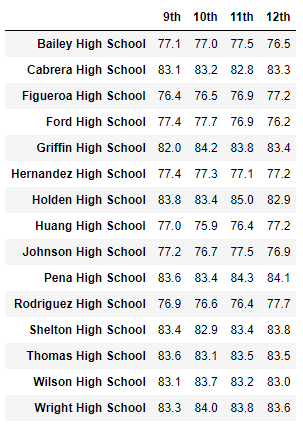 9th 10th 11th 12th
Bailey High School 77.1 77.0 77.5 76.5
Cabrera High School 83.1 83.2 82.8 83.3
Figueroa High School 76.4 76.5 76.9 77.2
Ford High School 77.4 77.7 76.9 76.2
Griffin High School 82.0 84.2 83.8 83.4
Hernandez High School 77.4 77.3 77.1 77.2
Holden High School 83.8 83.4 85.0 82.9
Huang High School 77.0 75.9 76.4 77.2
Johnson High School 77.2 76.7 77.5 76.9
Pena High School 83.6 83.4 84.3 84.1
Rodriguez High School 76.9 76.6 76.4 77.7
Shelton High School 83.4 82.9 83.4 83.8
Thomas High School 83.6 83.1 83.5 83.5
Wilson High School 83.1 83.7 83.2 83.0
Wright High School 83.3 84.0 83.8 83.6